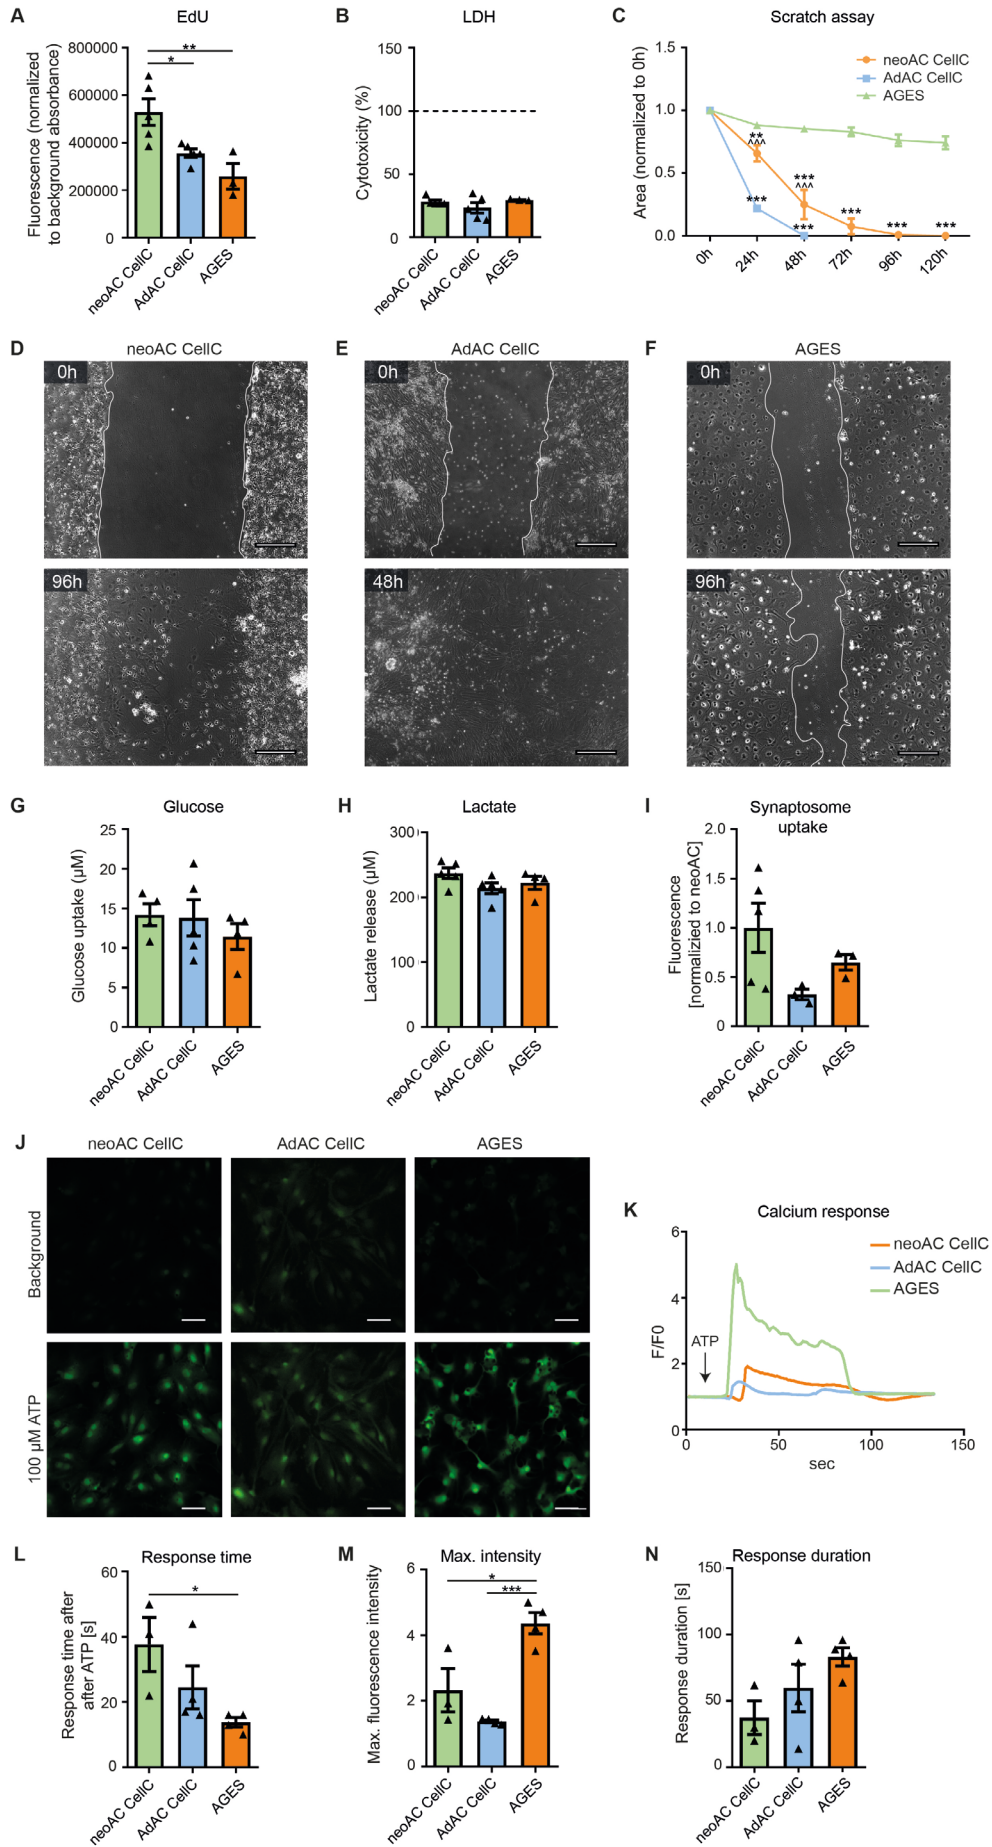 A
EdU
Fluorescence (nornalized
to background absorbance)
800000
600000
400000
200000
0
**
*
neoAC CellC
AdAC CellC
AGES
B
LDH
Cytotoxicity (%)
150
100
50
0
neoAC CellC
AdAC CellC
AGES
C
Scratch assay
Area (normalized to 0h)
1.5
1.0
0.5
0.0
neoAC CellC
AdAC CellC
AGES
**
^^^
***
***
^^^
***
***
***
***
0h
24h
48h
72h
96h
120h
D
neoAC CellC
0h
96h
E
AdAC CellC
0h
48h
F
AGES
0h
96h
G
Glucose
Glucose uptake (µM)
25
20
15
10
5
0
neoAC CellC
AdAC CellC
AGES
H
Lactate
Lactate release (µM)
300
200
100
0
neoAC CellC
AdAC CellC
AGES
I
Synaptosome
uptake
Fluorescence
[normalizied to neoAC]
2.0
1.5
1.0
0.5
0
neoAC CellC
AdAC CellC
AGES
J
neoAC CellC
AdAC CellC
AGES
Background
100 µM ATP
K
Calcium response
F/F0
6
4
2
0
ATP
neoAC CellC
AdAC CellC
AGES
0
50
100
150
sec
L
Response time
Response time after
after ATP [s]
60
40
20
0
*
neoAC CellC
AdAC CellC
AGES
M
Max. intensity
Max. fluorescence intensity
6
4
2
0
*
***
neoAC CellC
AdAC CellC
AGES
N
Response duration
Response duration [s]
150
100
50
0
neoAC CellC
AdAC CellC
AGES